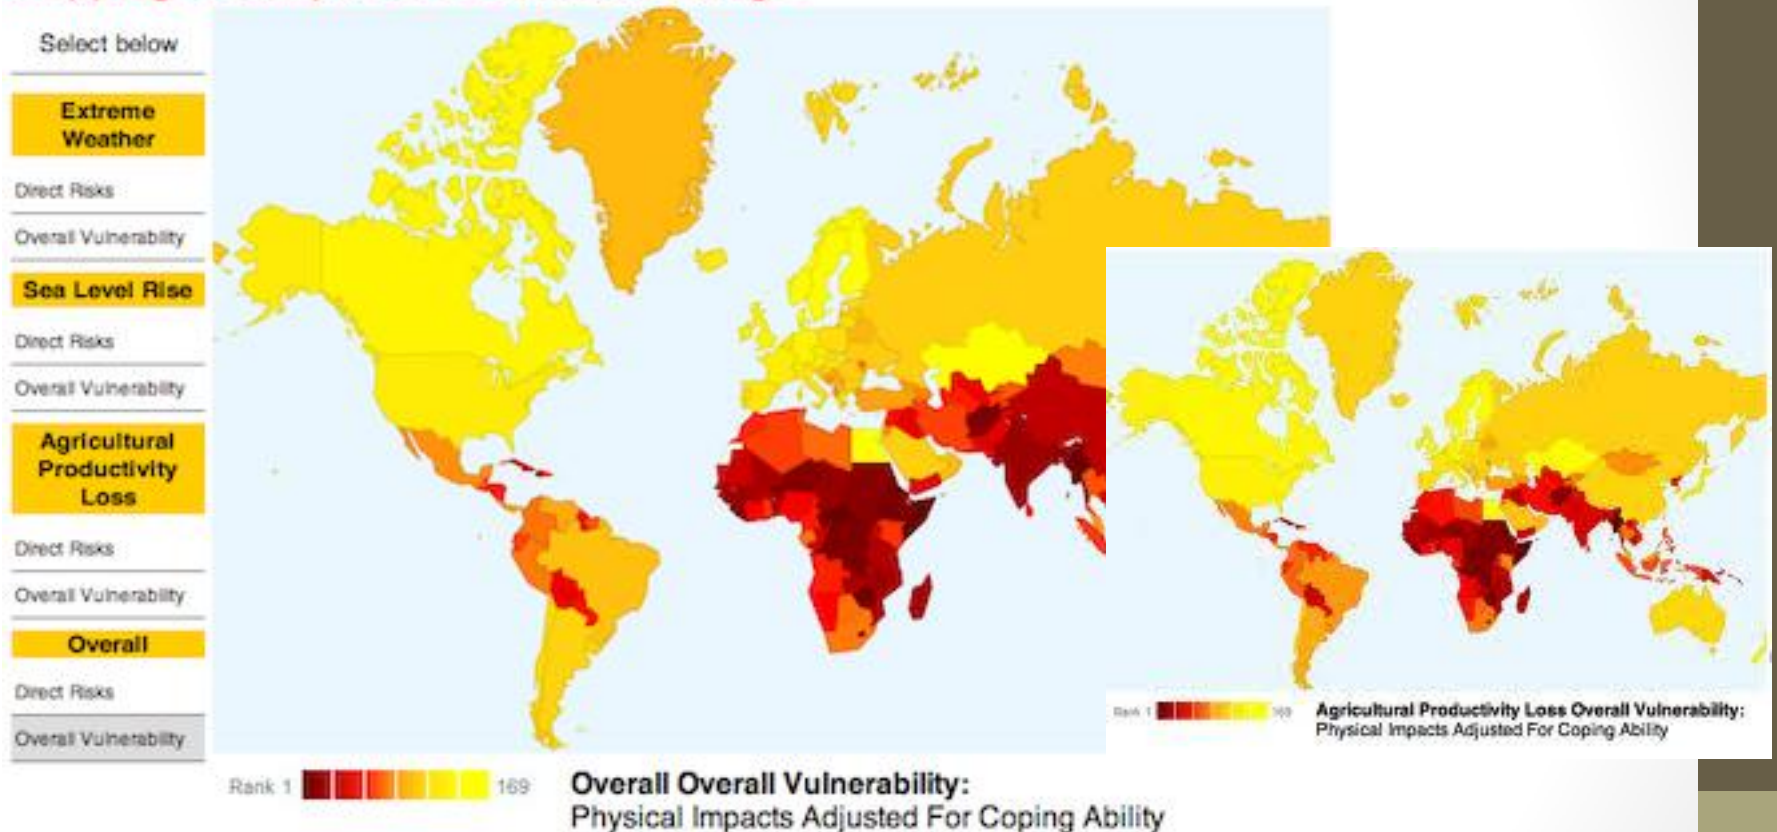 Select below
Extreme
Weather
Direct Risks
Overall Vulnerability
Sea Level Rise
Direct Risks
Overall Vulnerability
Agricultural
Productivity
Loss
Direct Risks
Overall Vulnerability
Overall
Direct Risks
Overall Vulnerability
Rank 1 169
Overall Overall Vulnerability:
Physical Impacts Adjusted For Coping Ability
Rank 1 169
Agricultural Productivity Loss Overall Vulnerability:
Physical Impacts Adjusted For Coping Ability